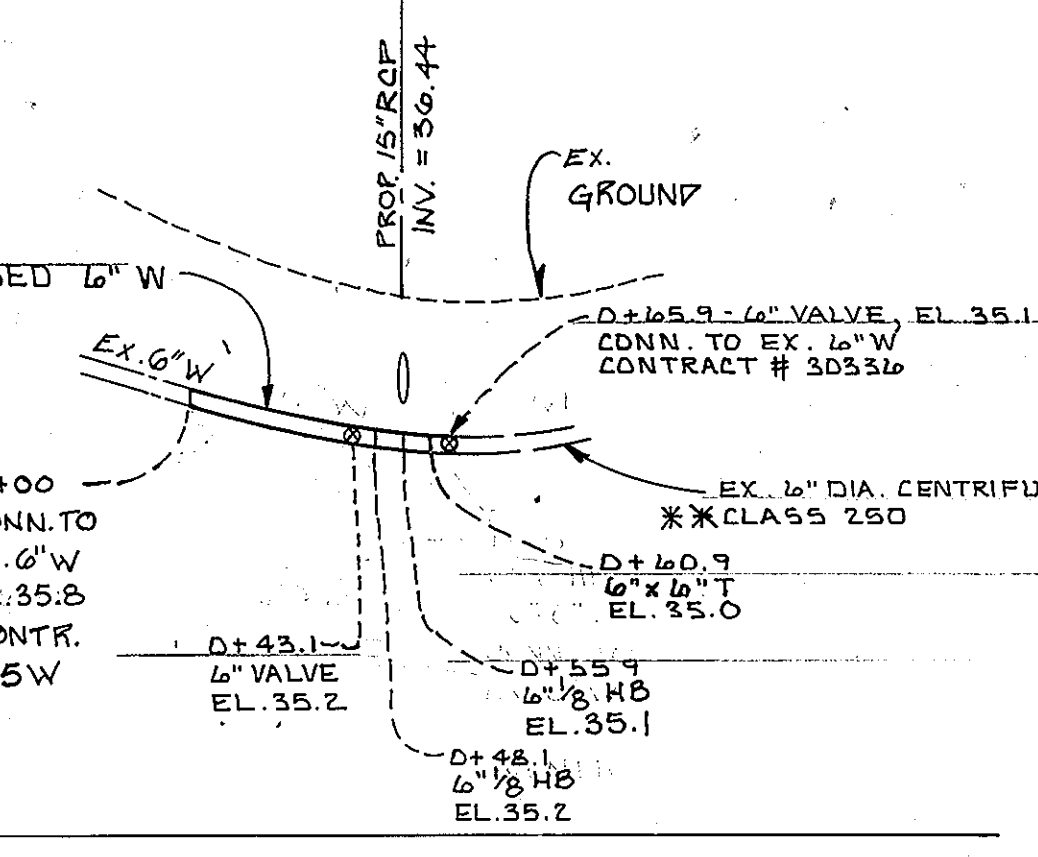 PROP. 15" RCP
INV. = 36.44
EX.
GROUND
SED 6" W
EX. 6" W
0+65.9 - 6" VALVE, EL. 35.1
CONN. TO EX. 6" W
CONTRACT # 30336
+00
ONN. TO
. 6" W
.35.8
ONTR.
5W
EX. 6" DIA. CENTRIFU
**CLASS 250
0+60.9
6" x 6" T
EL. 35.0
0+43.1
6" VALVE
EL. 35.2
0+55.9
6" 1/8 HB
EL. 35.1
0+48.1
6" 1/8 HB
EL. 35.2